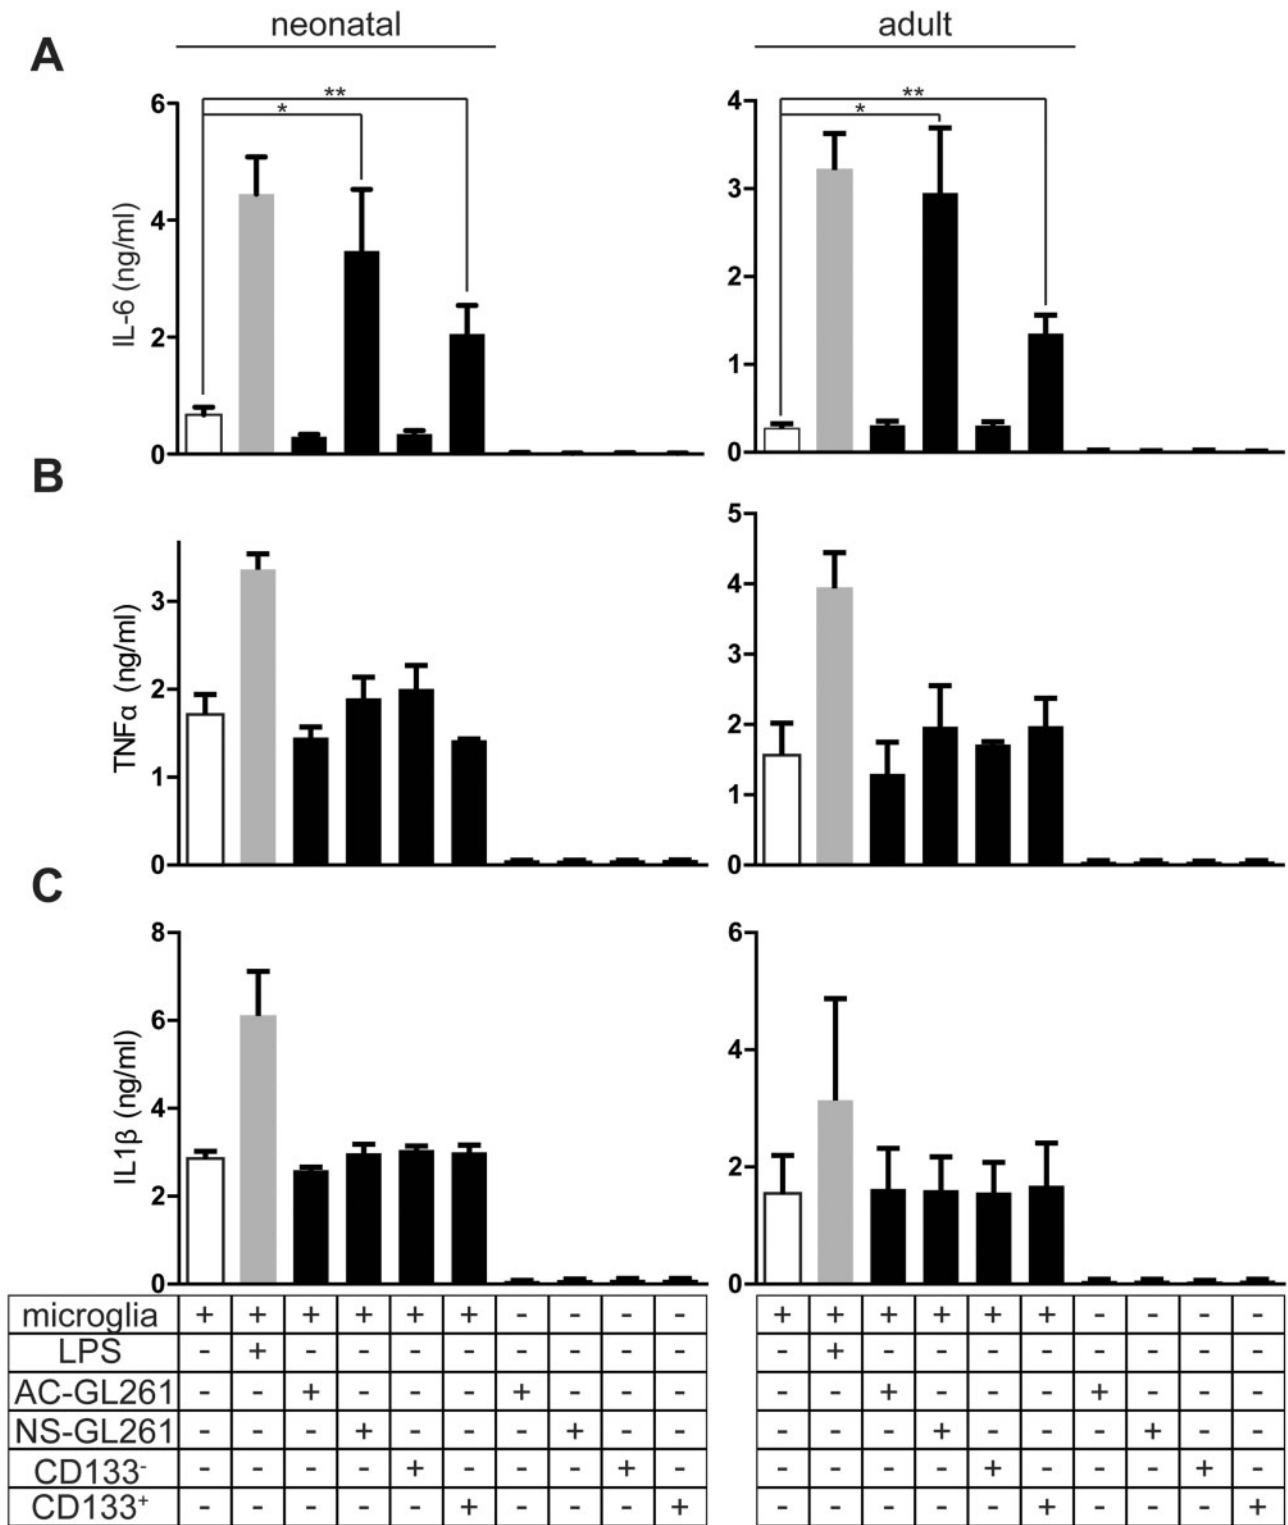 neonatal adult
A
** **
* *
6 4
4 3
2 2
0 1
0
IL-6 (ng/ml)
B
3 5
2 4
1 3
0 2
1
0
TNFα (ng/ml)
C
8 6
6 4
4 2
2 0
0
IL1β (ng/ml)
microglia + + + + + + - - - - + + + + + + - - - -
LPS - + - - - - - - - - - + - - - - - - - -
AC-GL261 - - + - - - + - - - - - + - - - + - - -
NS-GL261 - - - + - - - + - - - - - + - - - + - -
CD133⁻ - - - - + - - - + - - - - - + - - - + -
CD133⁺ - - - - - + - - - + - - - - - + - - - +